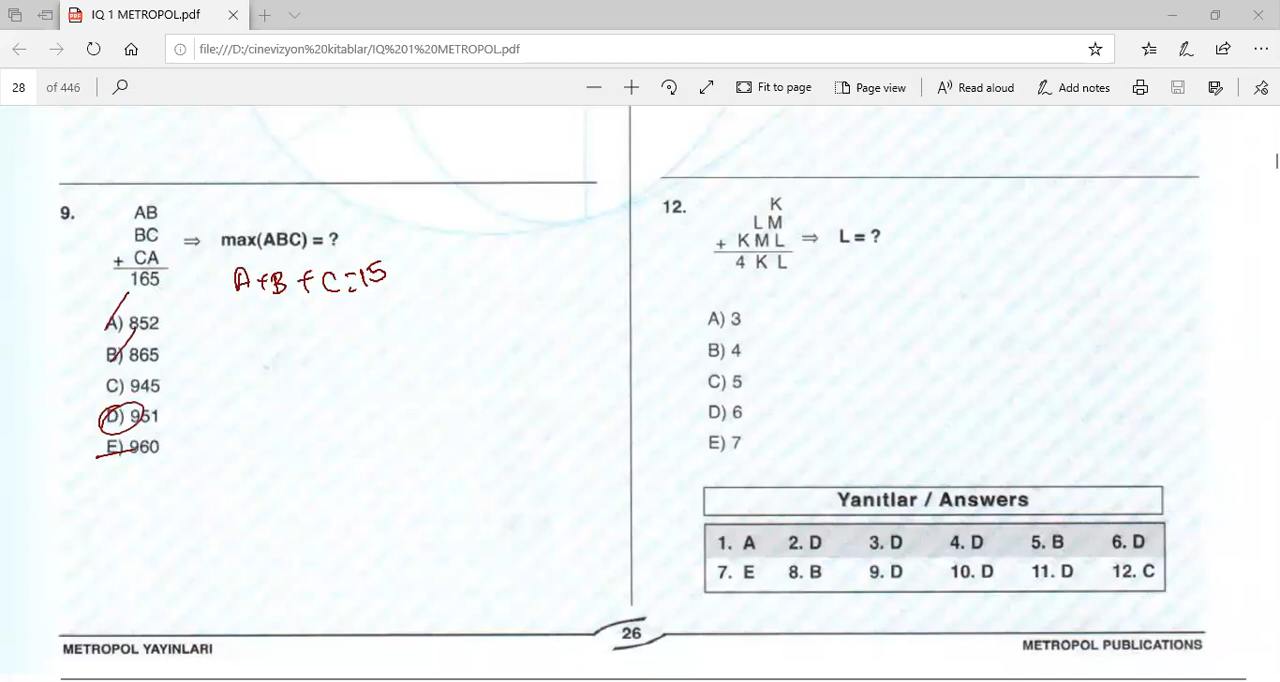 IQ 1 METROPOL.pdf
file:///D:/cinevizyon%20kitablar/IQ%201%20METROPOL.pdf
28 of 446
Fit to page
Page view
Read aloud
Add notes
9.
AB
BC
+ CA
165
⇒ max(ABC) = ?
A+B+C=15
A) 852
B) 865
C) 945
D) 951
E) 960
12.
K
L M
+ K M L
4 K L
⇒ L = ?
A) 3
B) 4
C) 5
D) 6
E) 7
Yanıtlar / Answers
1. A 2. D 3. D 4. D 5. B 6. D
7. E 8. B 9. D 10. D 11. D 12. C
METROPOL YAYINLARI
26
METROPOL PUBLICATIONS